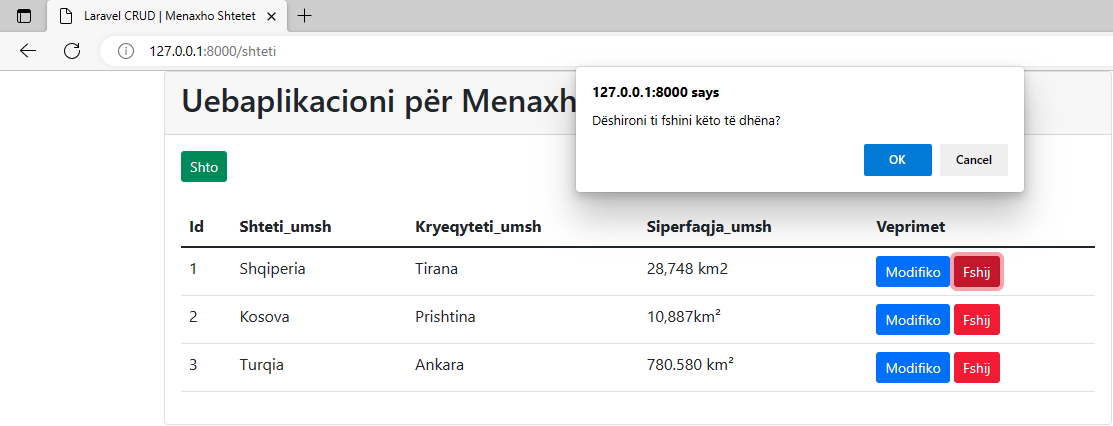 Laravel CRUD | Menaxho Shtetet
127.0.0.1:8000/shteti
Uebaplikacioni për Menaxh
127.0.0.1:8000 says
Dëshironi ti fshini këto të dhëna?
OK Cancel
Shto
Id Shteti_umsh Kryeqyteti_umsh Siperfaqja_umsh Veprimet
1 Shqiperia Tirana 28,748 km2 Modifiko Fshij
2 Kosova Prishtina 10,887km² Modifiko Fshij
3 Turqia Ankara 780.580 km² Modifiko Fshij